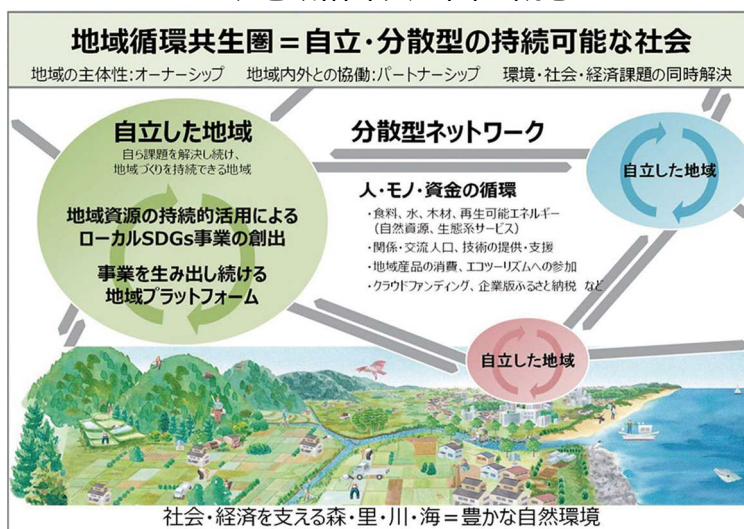 地域循環共生圏＝自立・分散型の持続可能な社会
地域の主体性：オーナーシップ　地域内外との協働：パートナーシップ　環境・社会・経済課題の同時解決
自立した地域
自ら課題を解決し続け、
地域づくりを持続できる地域
地域資源の持続的活用による
ローカルSDGs事業の創出
事業を生み出し続ける
地域プラットフォーム
分散型ネットワーク
人・モノ・資金の循環
・食料、水、木材、再生可能エネルギー
（自然資源、生態系サービス）
・関係・交流人口、技術の提供・支援
・地域産品の消費、エコツーリズムへの参加
・クラウドファンディング、企業版ふるさと納税 など
自立した地域
自立した地域
社会・経済を支える森・里・川・海＝豊かな自然環境